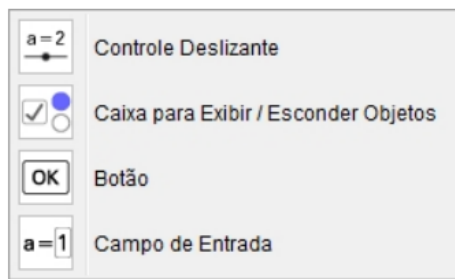 a=2 Controle Deslizante
Caixa para Exibir / Esconder Objetos
OK Botão
a=1 Campo de Entrada